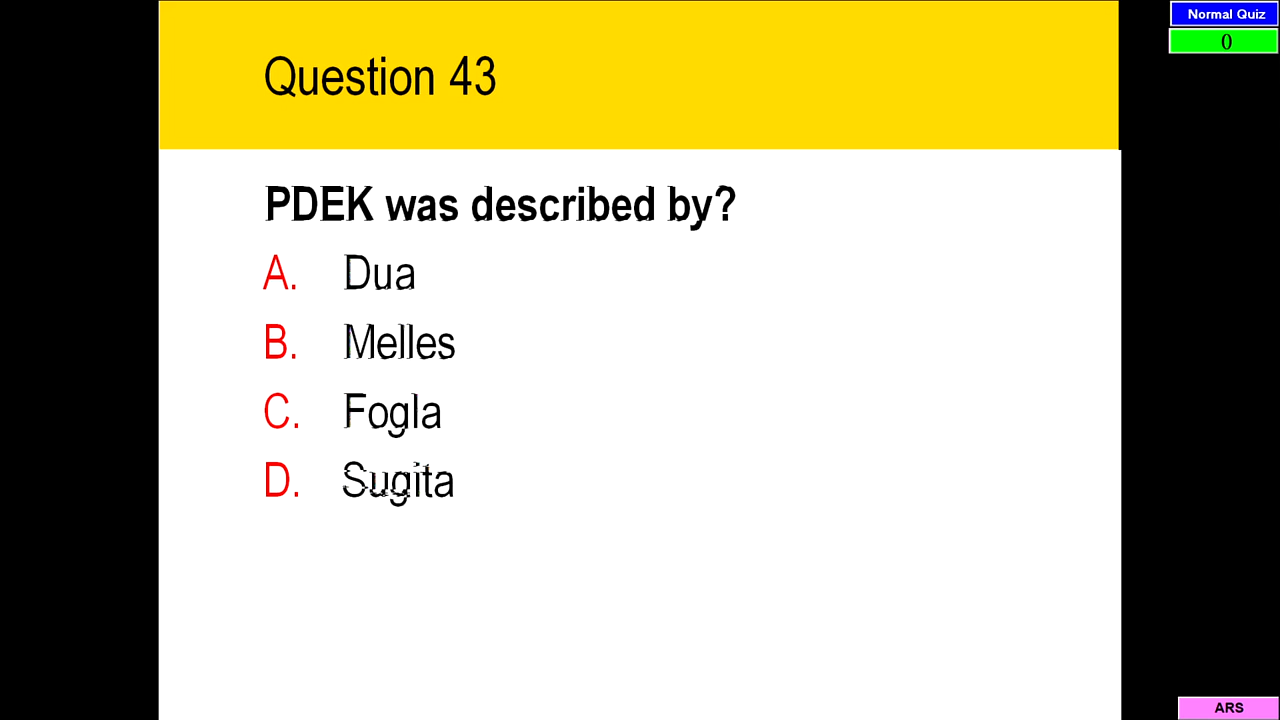 Normal Quiz
0
Question 43
PDEK was described by?
A. Dua
B. Melles
C. Fogla
D. Sugita
ARS